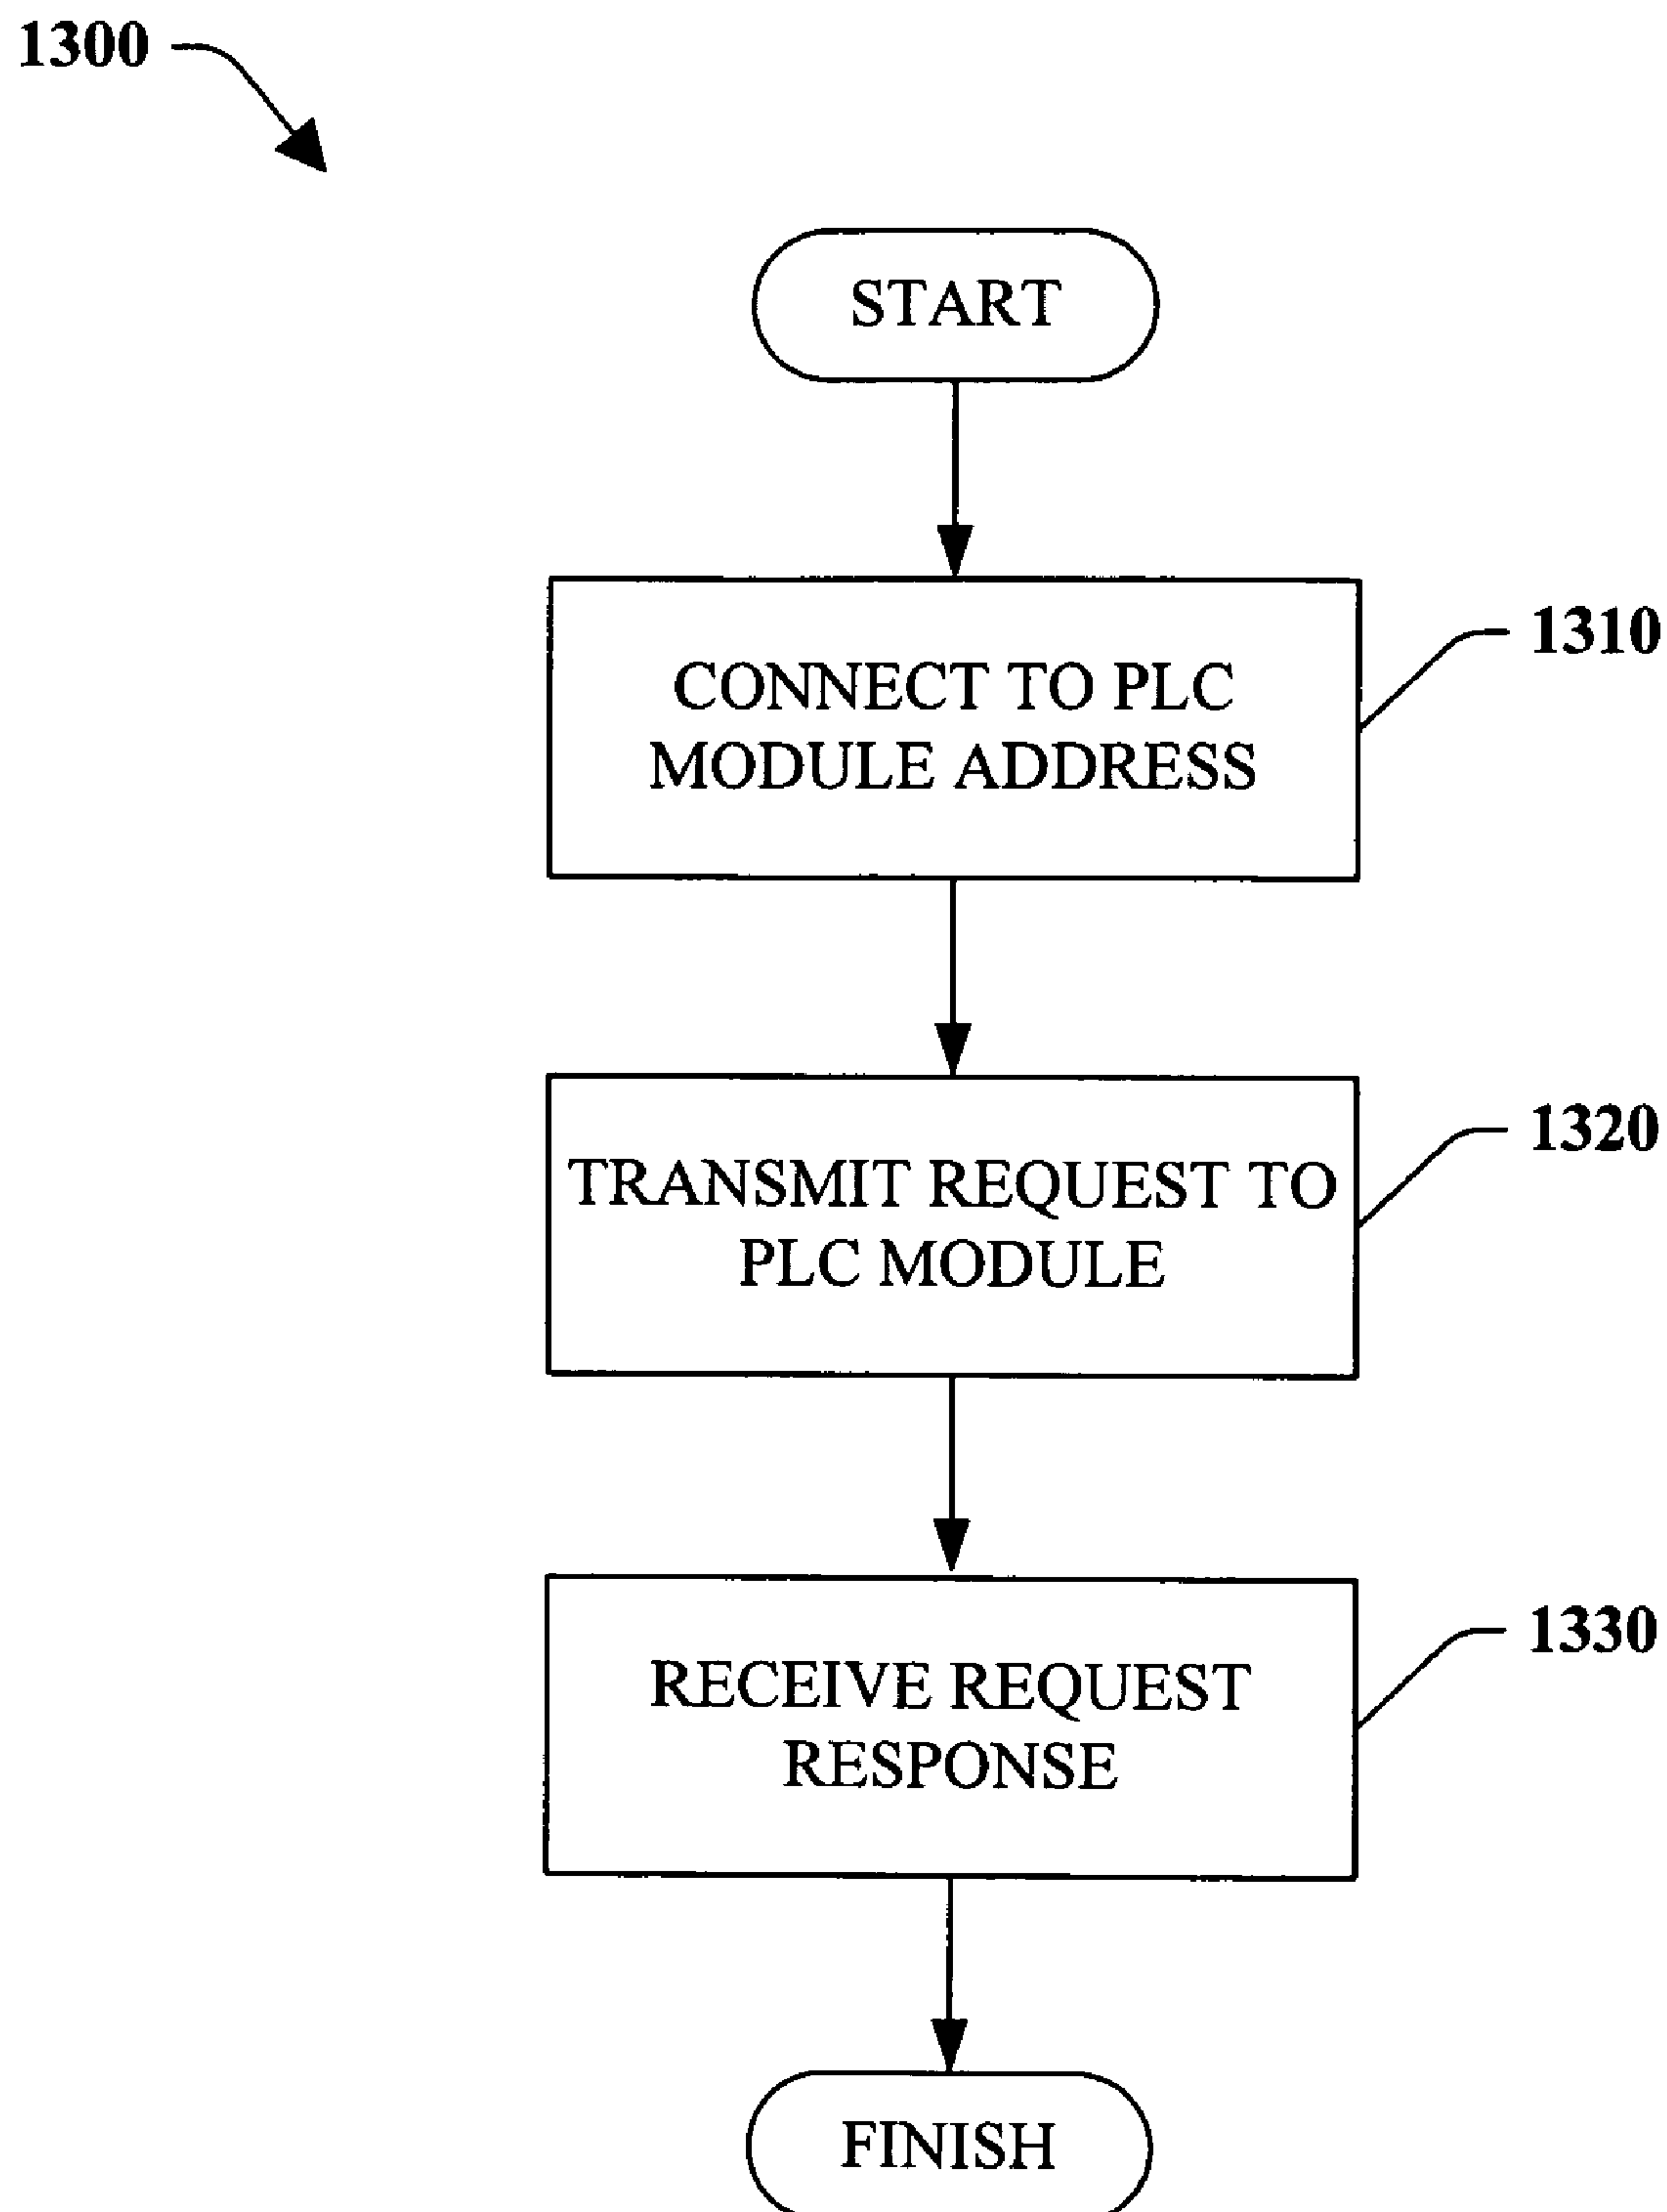 1300
START
CONNECT TO PLC
MODULE ADDRESS
1310
TRANSMIT REQUEST TO
PLC MODULE
1320
RECEIVE REQUEST
RESPONSE
1330
FINISH